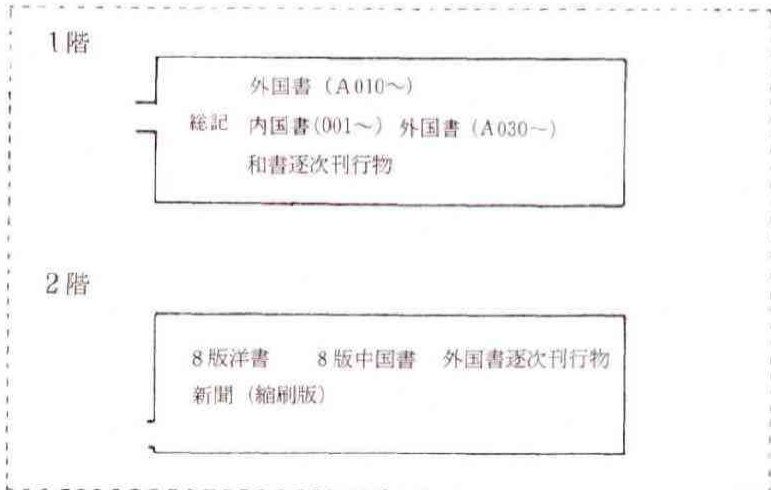 1階
外国書（A010～）
総記 内国書(001～) 外国書（A030～）
和書逐次刊行物
2階
8版洋書 8版中国書 外国書逐次刊行物
新聞（縮刷版）